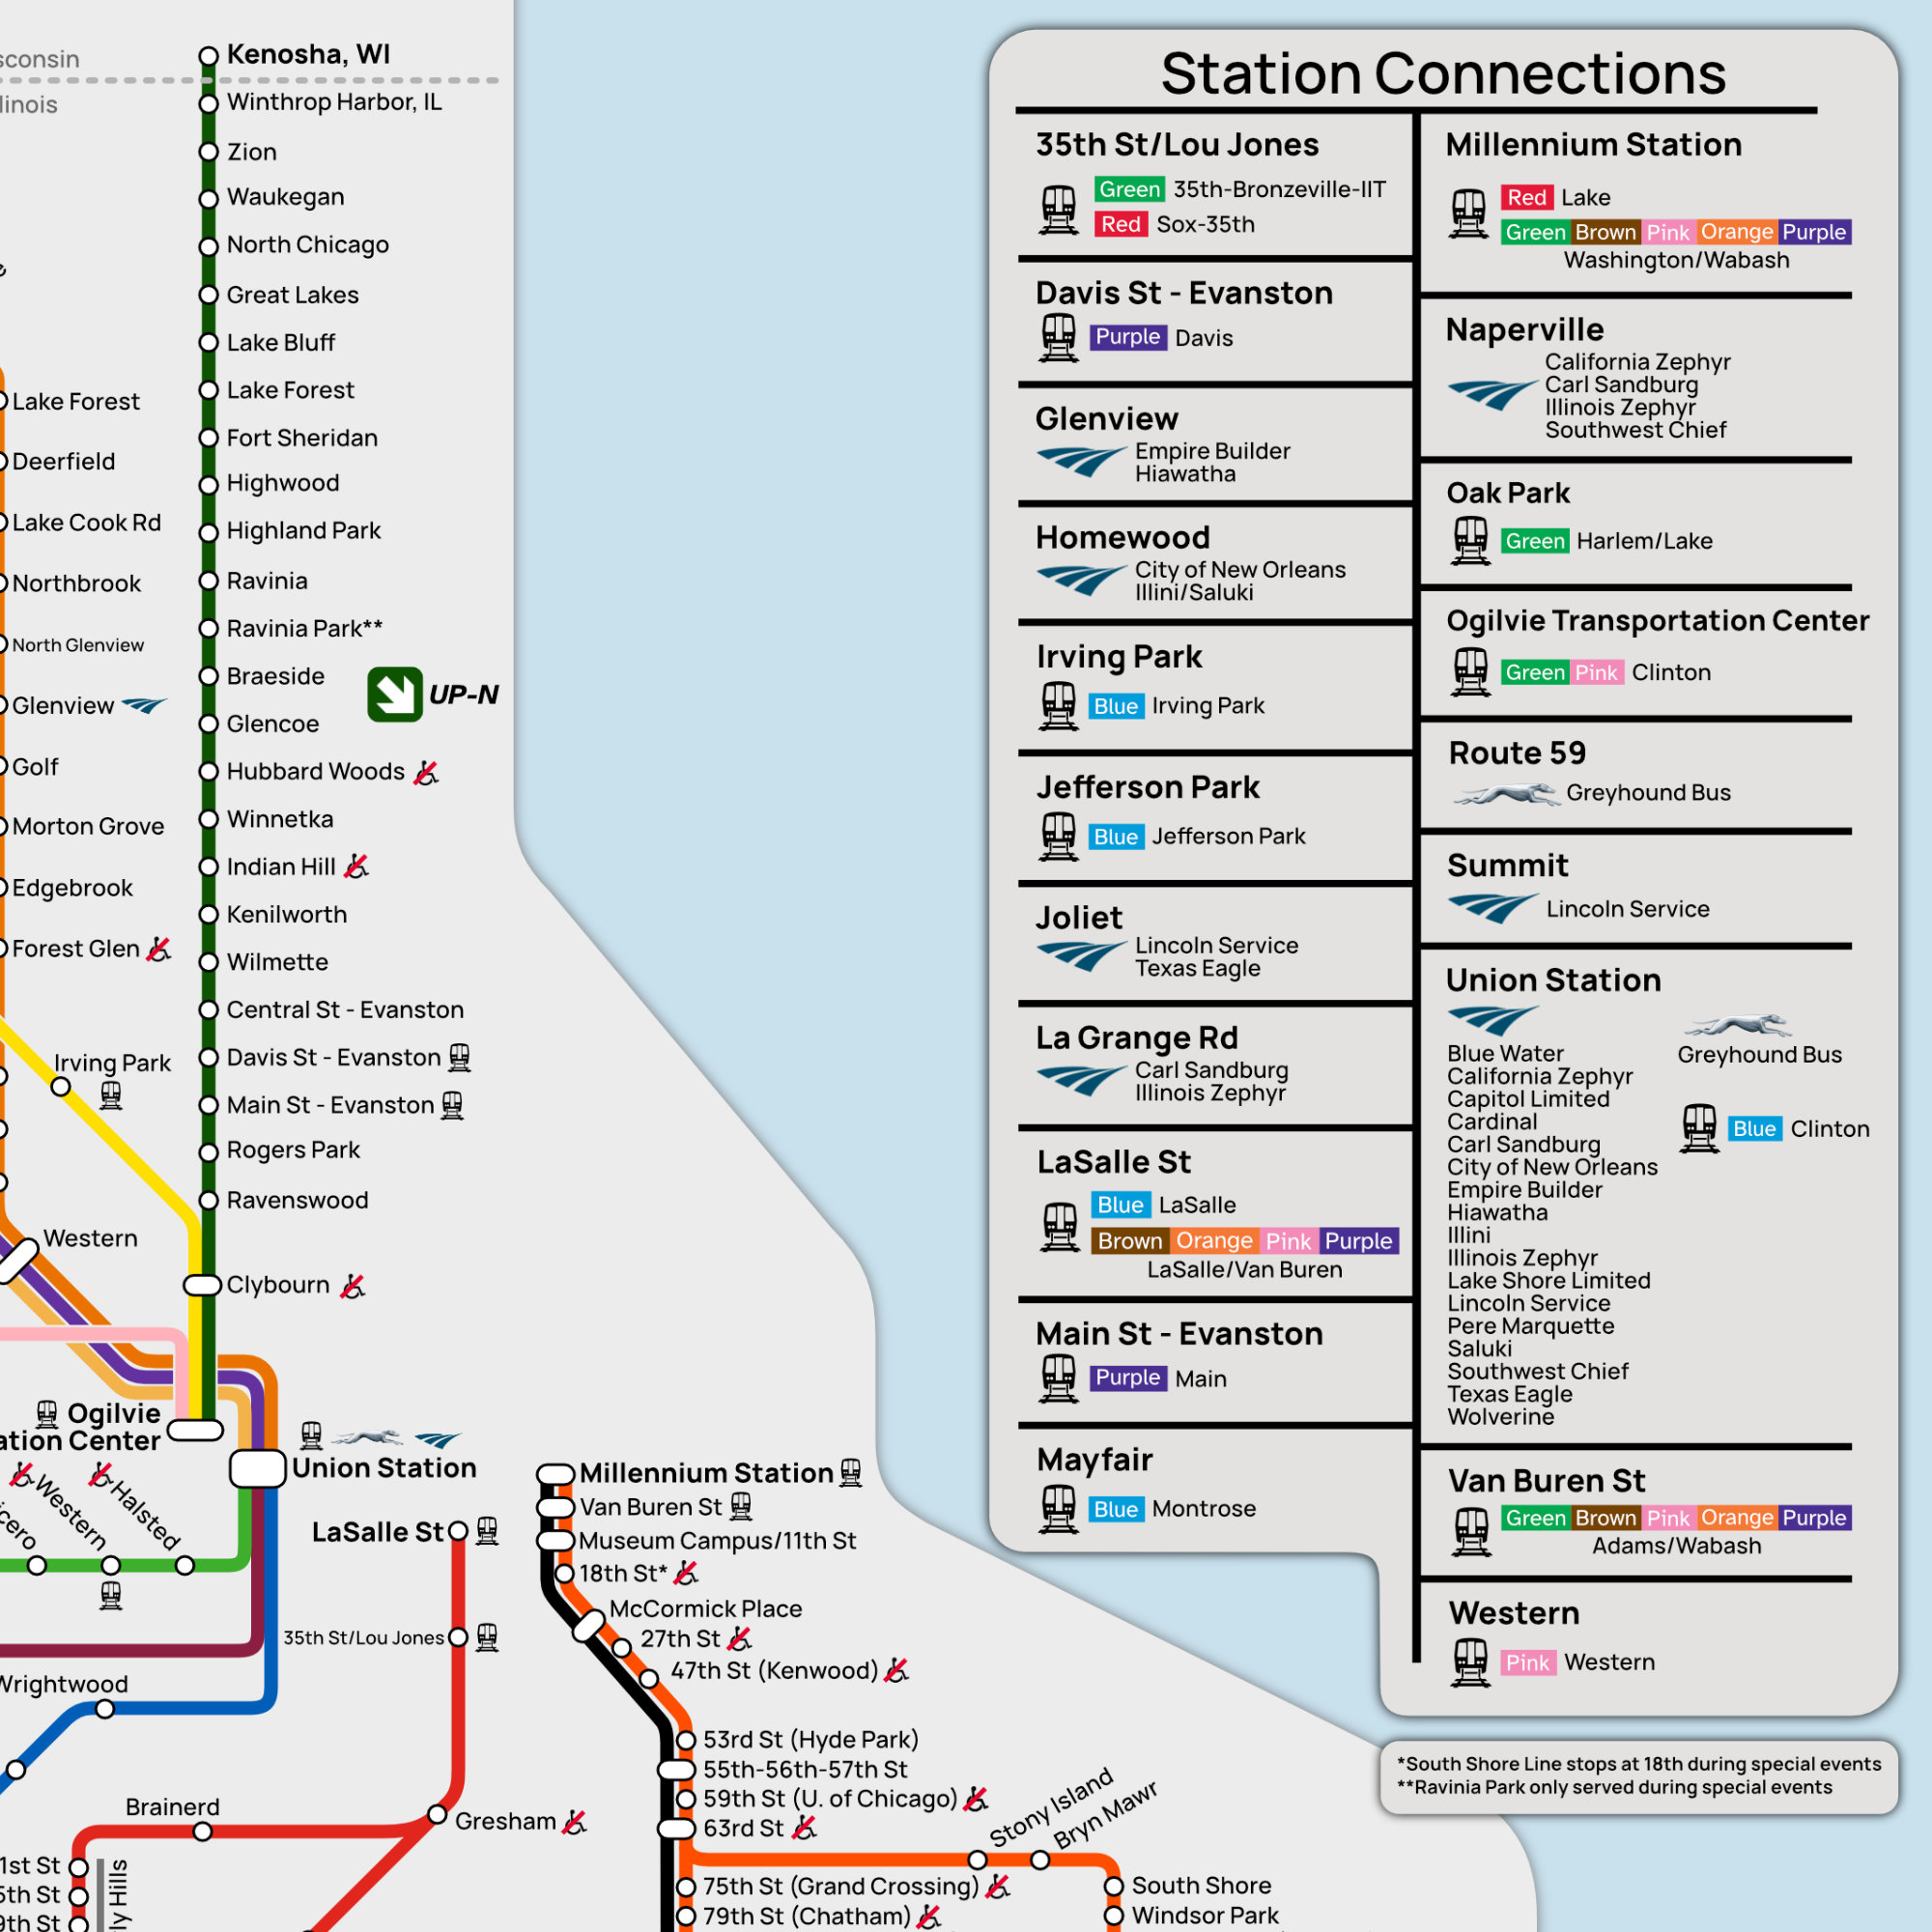 sconsin
linois
Kenosha, WI
Winthrop Harbor, IL
Zion
Waukegan
North Chicago
Great Lakes
Lake Bluff
Lake Forest
Fort Sheridan
Highwood
Highland Park
Ravinia
Ravinia Park**
Braeside
UP-N
Glencoe
Hubbard Woods
Winnetka
Indian Hill
Kenilworth
Wilmette
Central St - Evanston
Davis St - Evanston
Main St - Evanston
Rogers Park
Ravenswood
Clybourn
Lake Forest
Deerfield
Lake Cook Rd
Northbrook
North Glenview
Glenview
Golf
Morton Grove
Edgebrook
Forest Glen
Irving Park
Western
Ogilvie
ation Center
Union Station
icero
Western
Halsted
LaSalle St
35th St/Lou Jones
Wrightwood
Brainerd
Gresham
1st St
5th St
9th St
ly Hills
Millennium Station
Van Buren St
Museum Campus/11th St
18th St*
McCormick Place
27th St
47th St (Kenwood)
53rd St (Hyde Park)
55th-56th-57th St
59th St (U. of Chicago)
63rd St
Stony Island
Bryn Mawr
75th St (Grand Crossing)
79th St (Chatham)
South Shore
Windsor Park
Station Connections
35th St/Lou Jones
Green 35th-Bronzeville-IIT
Red Sox-35th
Davis St - Evanston
Purple Davis
Glenview
Empire Builder
Hiawatha
Homewood
City of New Orleans
Illini/Saluki
Irving Park
Blue Irving Park
Jefferson Park
Blue Jefferson Park
Joliet
Lincoln Service
Texas Eagle
La Grange Rd
Carl Sandburg
Illinois Zephyr
LaSalle St
Blue LaSalle
Brown Orange Pink Purple
LaSalle/Van Buren
Main St - Evanston
Purple Main
Mayfair
Blue Montrose
Millennium Station
Red Lake
Green Brown Pink Orange Purple
Washington/Wabash
Naperville
California Zephyr
Carl Sandburg
Illinois Zephyr
Southwest Chief
Oak Park
Green Harlem/Lake
Ogilvie Transportation Center
Green Pink Clinton
Route 59
Greyhound Bus
Summit
Lincoln Service
Union Station
Blue Water
California Zephyr
Capitol Limited
Cardinal
Carl Sandburg
City of New Orleans
Empire Builder
Hiawatha
Illini
Illinois Zephyr
Lake Shore Limited
Lincoln Service
Pere Marquette
Saluki
Southwest Chief
Texas Eagle
Wolverine
Greyhound Bus
Blue Clinton
Van Buren St
Green Brown Pink Orange Purple
Adams/Wabash
Western
Pink Western
*South Shore Line stops at 18th during special events
**Ravinia Park only served during special events